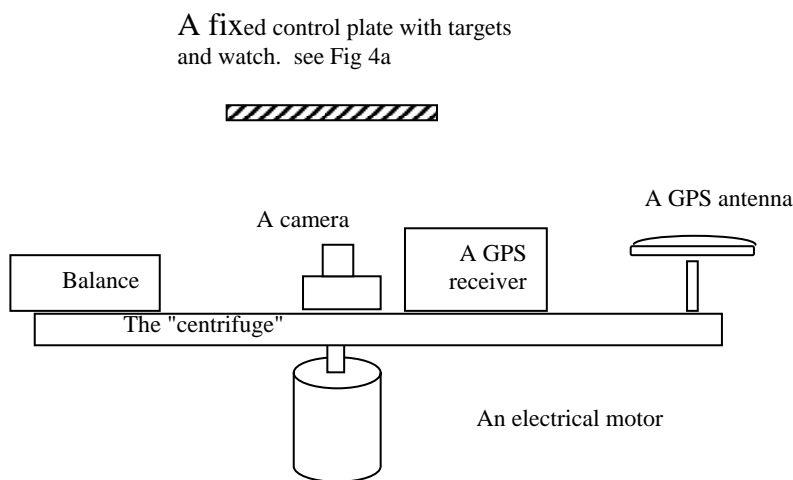 A fixed control plate with targets
and watch. see Fig 4a
A GPS antenna
A camera
A GPS
receiver
Balance
The "centrifuge"
An electrical motor